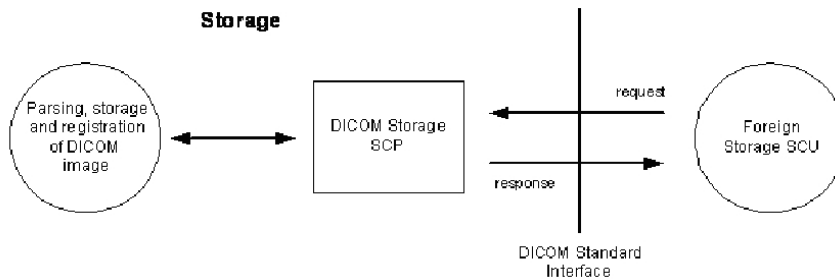 Storage
Parsing, storage
and registration
of DICOM
image
DICOM Storage
SCP
request
response
Foreign
Storage SCU
DICOM Standard
Interface